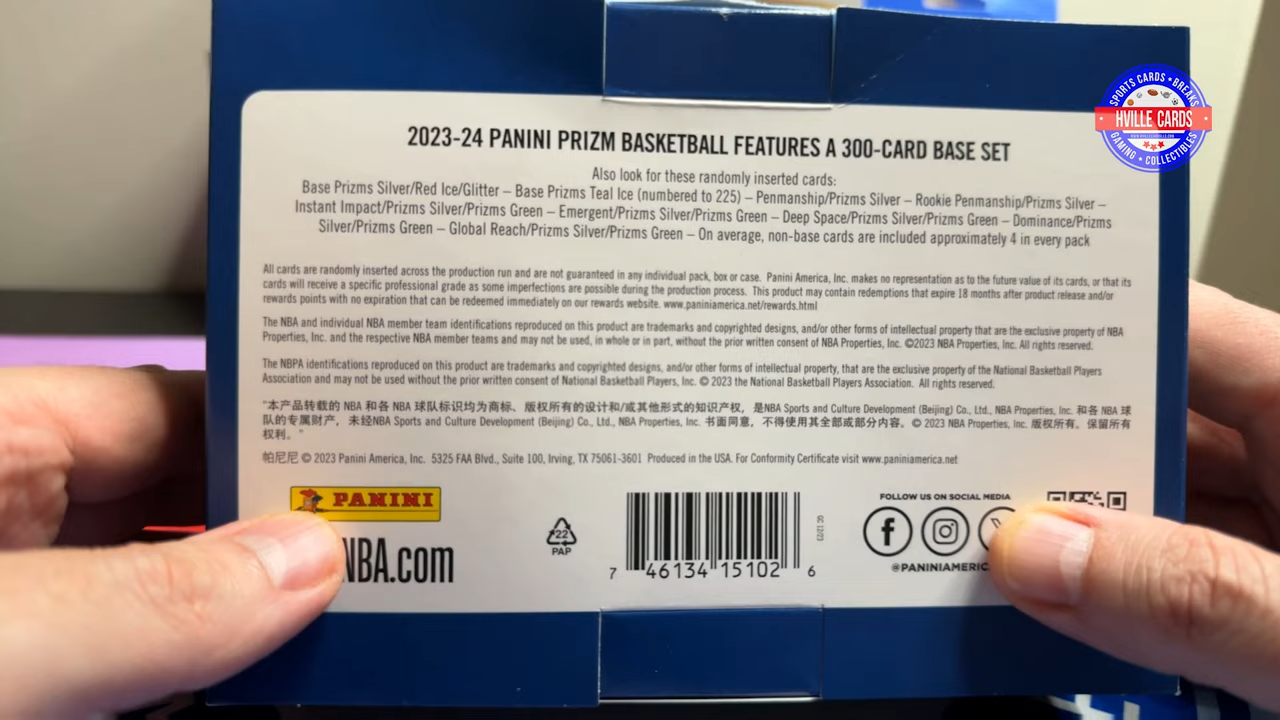 SPORTS CARDS • BREAKS
HVILLE CARDS
GAMING • COLLECTIBLES
2023-24 PANINI PRIZM BASKETBALL FEATURES A 300-CARD BASE SET
Also look for these randomly inserted cards:
Base Prizms Silver/Red Ice/Glitter – Base Prizms Teal Ice (numbered to 225) – Penmanship/Prizms Silver – Rookie Penmanship/Prizms Silver –
Instant Impact/Prizms Silver/Prizms Green – Emergent/Prizms Silver/Prizms Green – Deep Space/Prizms Silver/Prizms Green – Dominance/Prizms
Silver/Prizms Green – Global Reach/Prizms Silver/Prizms Green – On average, non-base cards are included approximately 4 in every pack
All cards are randomly inserted across the production run and are not guaranteed in any individual pack, box or case. Panini America, Inc. makes no representation as to the future value of its cards, or that its
cards will receive a specific professional grade as some imperfections are possible during the production process. This product may contain redemptions that expire 18 months after product release and/or
rewards points with no expiration that can be redeemed immediately on our rewards website. www.paniniamerica.net/rewards.html
The NBA and individual NBA member team identifications reproduced on this product are trademarks and copyrighted designs, and/or other forms of intellectual property that are the exclusive property of NBA
Properties, Inc. and the respective NBA member teams and may not be used, in whole or in part, without the prior written consent of NBA Properties, Inc. ©2023 NBA Properties, Inc. All rights reserved.
The NBPA identifications reproduced on this product are trademarks and copyrighted designs, and/or other forms of intellectual property, that are the exclusive property of the National Basketball Players
Association and may not be used without the prior written consent of National Basketball Players, Inc. © 2023 the National Basketball Players Association. All rights reserved.
"本产品转载的 NBA 和各 NBA 球队标识均为商标、版权所有的设计和/或其他形式的知识产权， 是NBA Sports and Culture Development (Beijing) Co., Ltd., NBA Properties, Inc. 和各 NBA 球
队的专属财产， 未经NBA Sports and Culture Development (Beijing) Co., Ltd., NBA Properties, Inc. 书面同意，不得使用其全部或部分内容。© 2023 NBA Properties, Inc. 版权所有。保留所有
权利。"
帕尼尼 © 2023 Panini America, Inc. 5325 FAA Blvd., Suite 100, Irving, TX 75061-3601 Produced in the USA. For Conformity Certificate visit www.paniniamerica.net
PANINI
NBA.com
22
PAP
7 46134 15102 6
GC 12/23
FOLLOW US ON SOCIAL MEDIA
@PANINIAMERIC